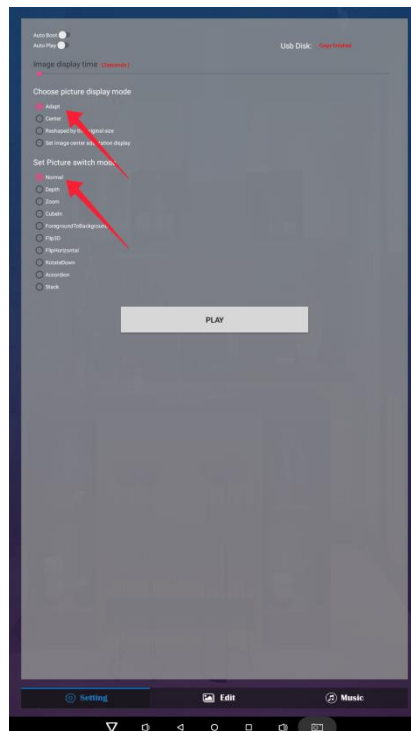 Auto Boot
Auto Play
Usb Disk:
Image display time
Choose picture display mode
Adapt
Center
Reshaped by the original size
Set image center adaptation display
Set Picture switch mode
Normal
Depth
Zoom
CubeIn
ForegroundToBackground
Flip3D
FlipHorizontal
RotateDown
Accordion
Stack
PLAY
Setting
Edit
Music